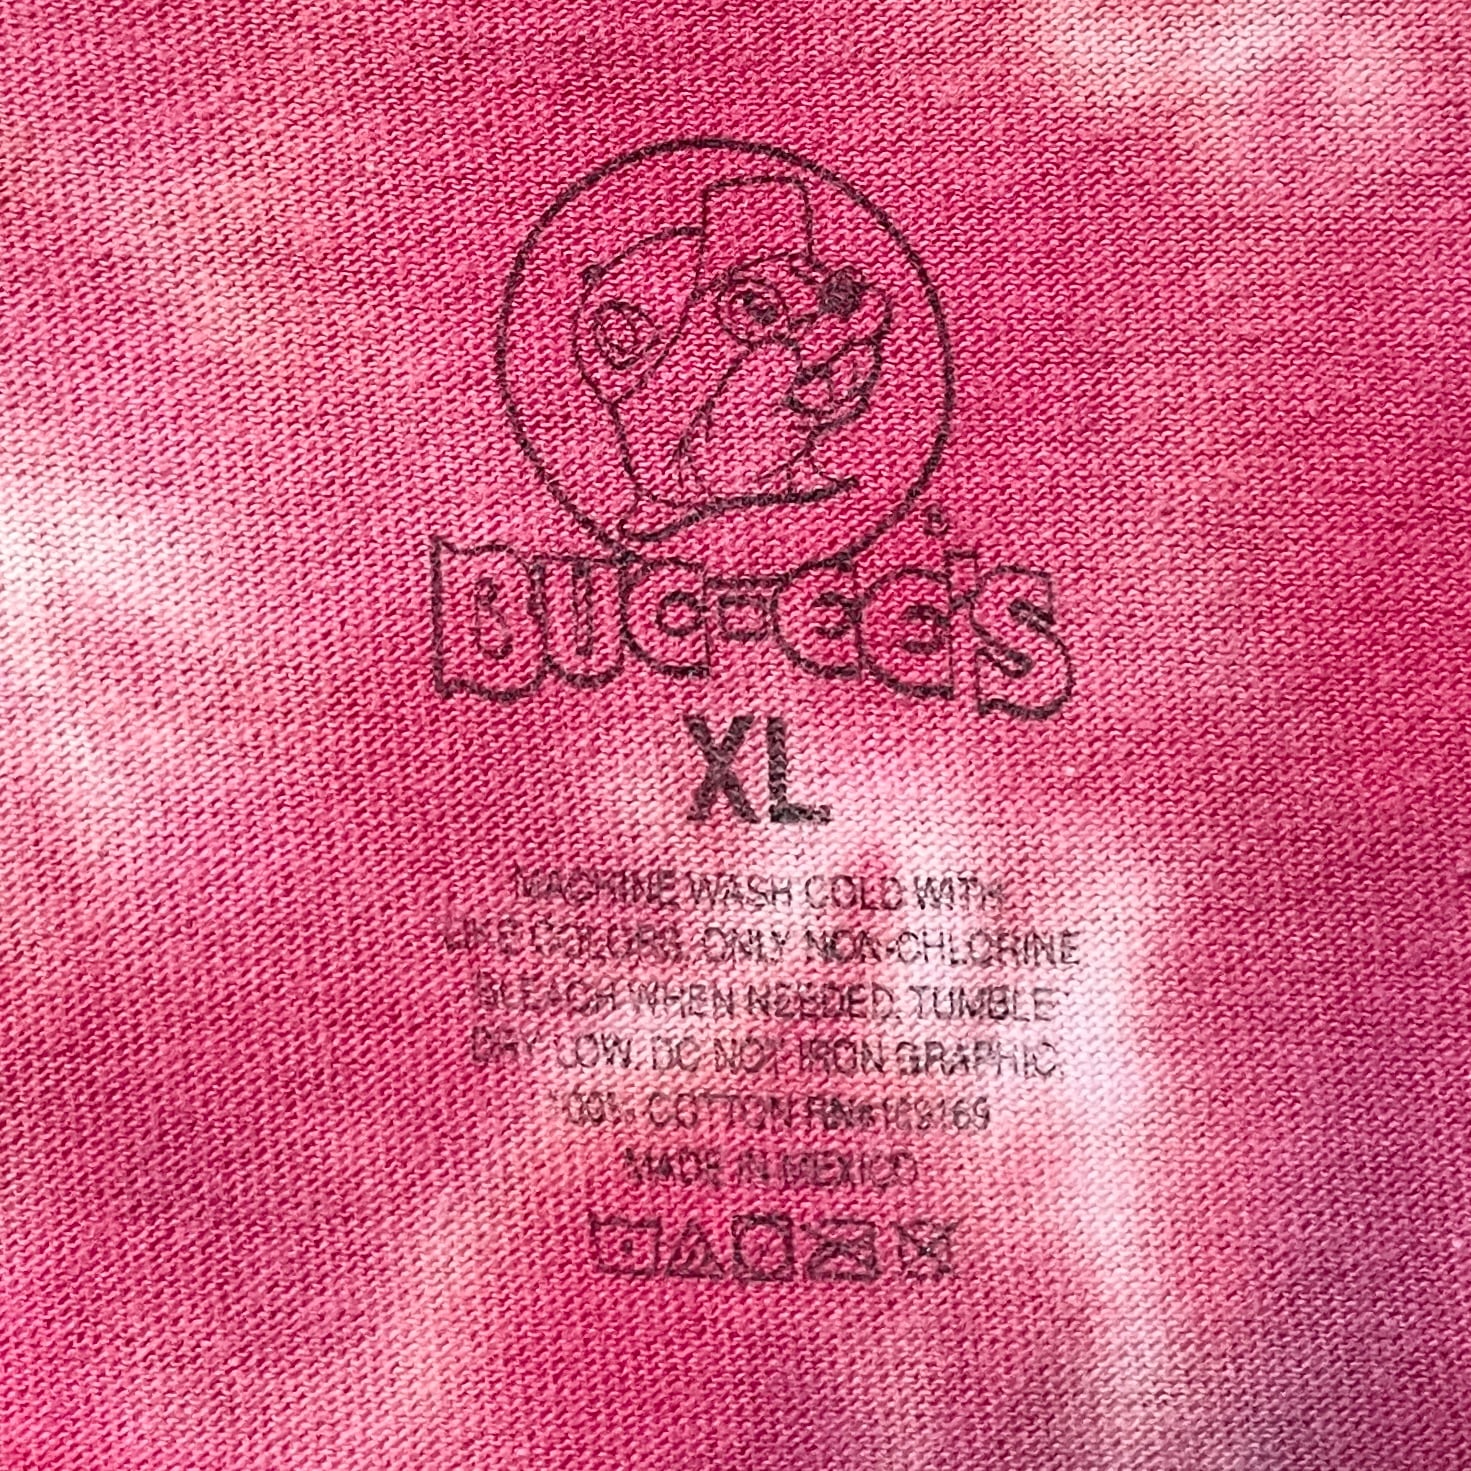 BUC-EE'S
®
XL
MACHINE WASH COLD WITH
LIKE COLORS. ONLY NON-CHLORINE
BLEACH WHEN NEEDED. TUMBLE
DRY LOW. DO NOT IRON GRAPHIC.
100% COTTON RN#
MADE IN MEXICO